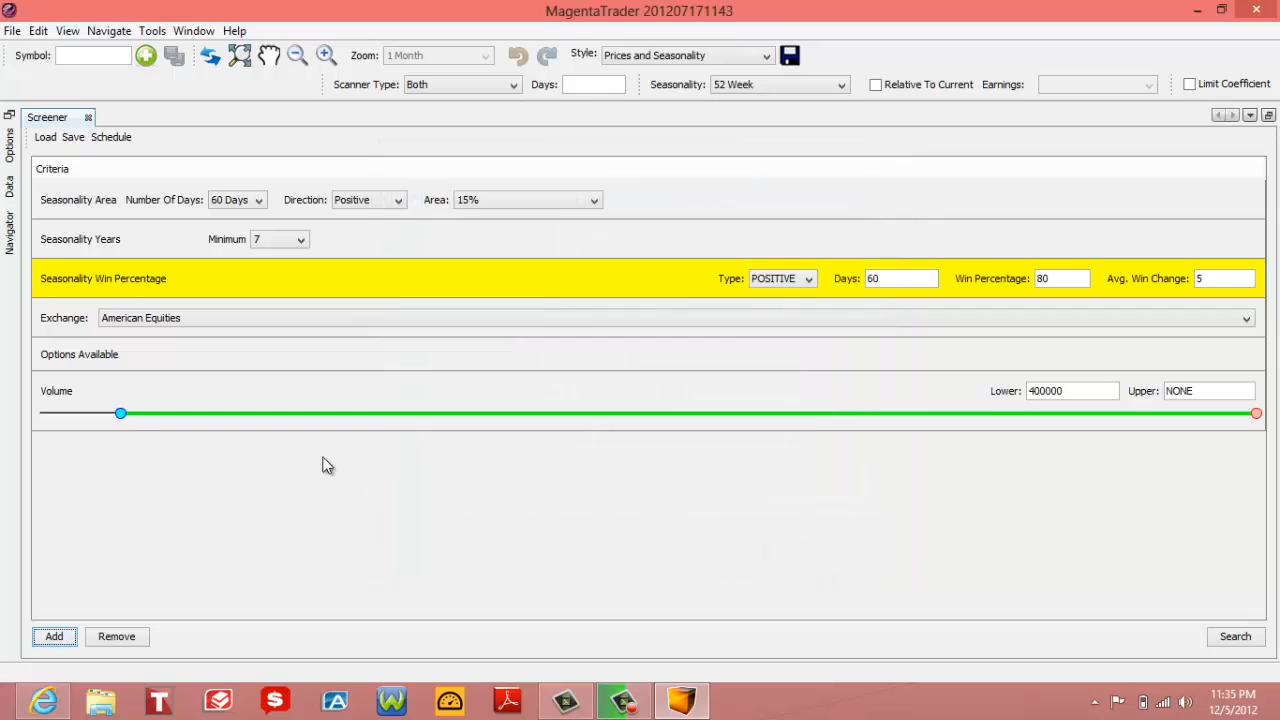 MagentaTrader 201207171143
File Edit View Navigate Tools Window Help
Symbol: Zoom: 1 Month Style: Prices and Seasonality
Scanner Type: Both Days: Seasonality: 52 Week Relative To Current Earnings: Limit Coefficient
Screener
Load Save Schedule
Options
Data
Navigator
Criteria
Seasonality Area Number Of Days: 60 Days Direction: Positive Area: 15%
Seasonality Years Minimum 7
Seasonality Win Percentage Type: POSITIVE Days: 60 Win Percentage: 80 Avg. Win Change: 5
Exchange: American Equities
Options Available
Volume Lower: 400000 Upper: NONE
Add Remove Search
11:35 PM
12/5/2012